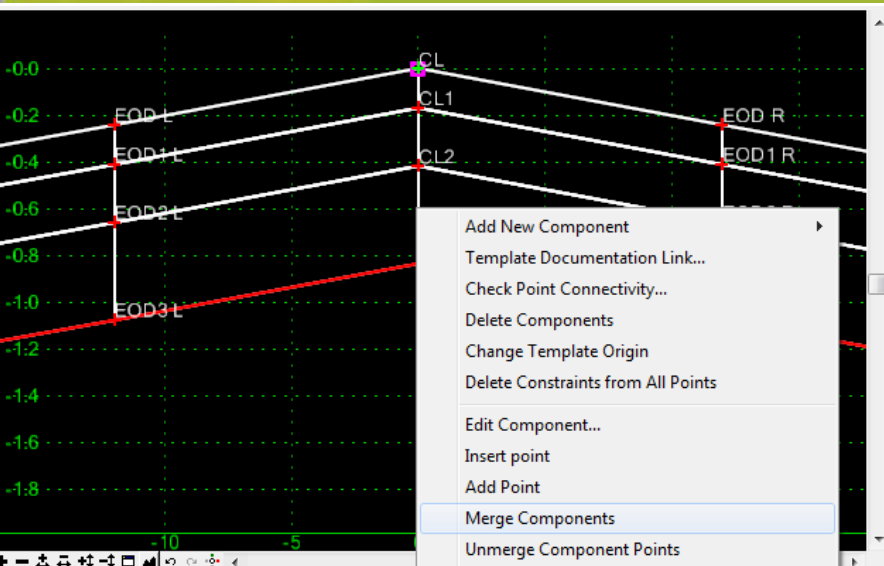 -0:0
CL
CL1
-0.2
EOD L
EOD R
EOD1 L
EOD1 R
-0.4
CL2
-0.6
EOD2 L
-0.8
-1:0
EOD3 L
-1:2
-1:4
-1:6
-1:8
-10
-5
Add New Component
Template Documentation Link...
Check Point Connectivity...
Delete Components
Change Template Origin
Delete Constraints from All Points
Edit Component...
Insert point
Add Point
Merge Components
Unmerge Component Points